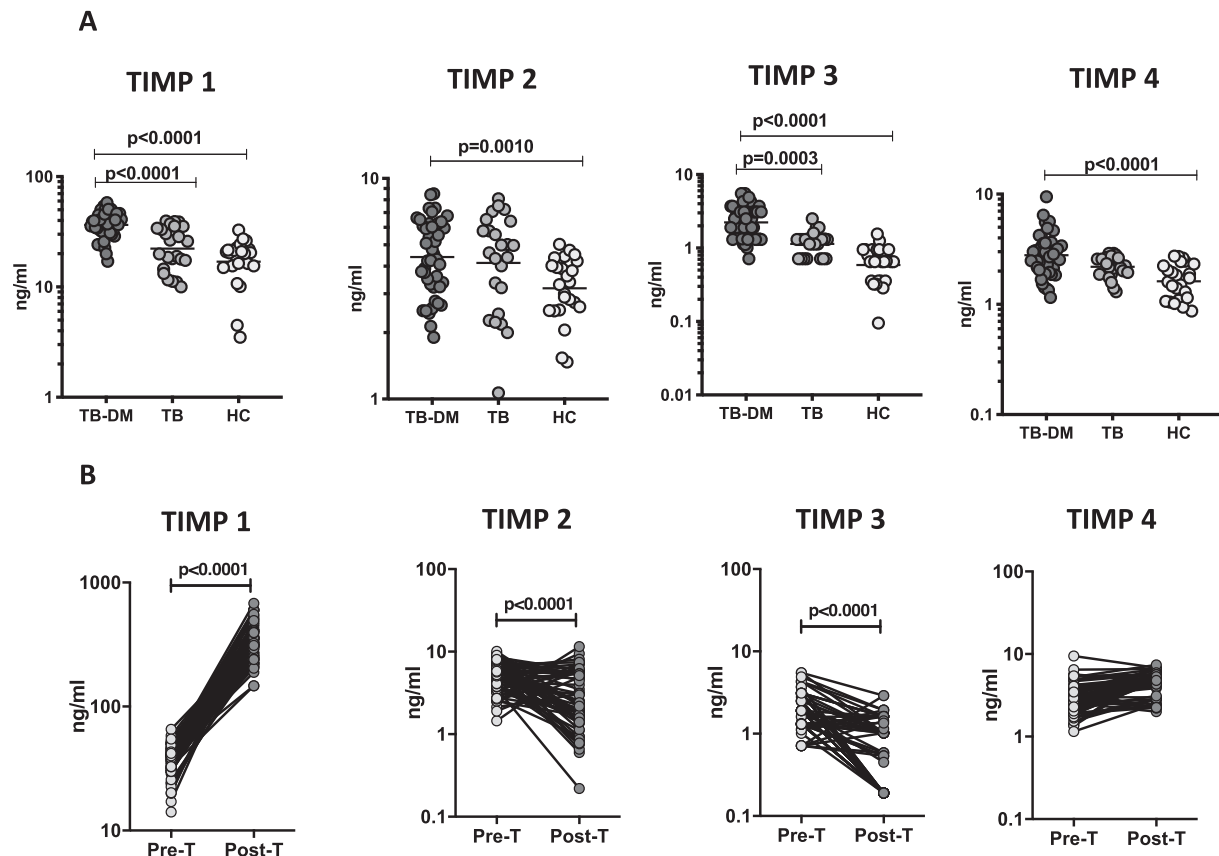 A
TIMP 1
TIMP 2
TIMP 3
TIMP 4
p<0.0001
p<0.0001
p=0.0010
p<0.0001
p=0.0003
p<0.0001
ng/ml
100
10
1
TB-DM
TB
HC
ng/ml
10
1
TB-DM
TB
HC
ng/ml
10
1
0.1
0.01
TB-DM
TB
HC
ng/ml
10
1
0.1
TB-DM
TB
HC
B
TIMP 1
TIMP 2
TIMP 3
TIMP 4
p<0.0001
p<0.0001
p<0.0001
ng/ml
1000
100
10
Pre-T
Post-T
ng/ml
100
10
1
0.1
Pre-T
Post-T
ng/ml
100
10
1
0.1
Pre-T
Post-T
ng/ml
100
10
1
0.1
Pre-T
Post-T